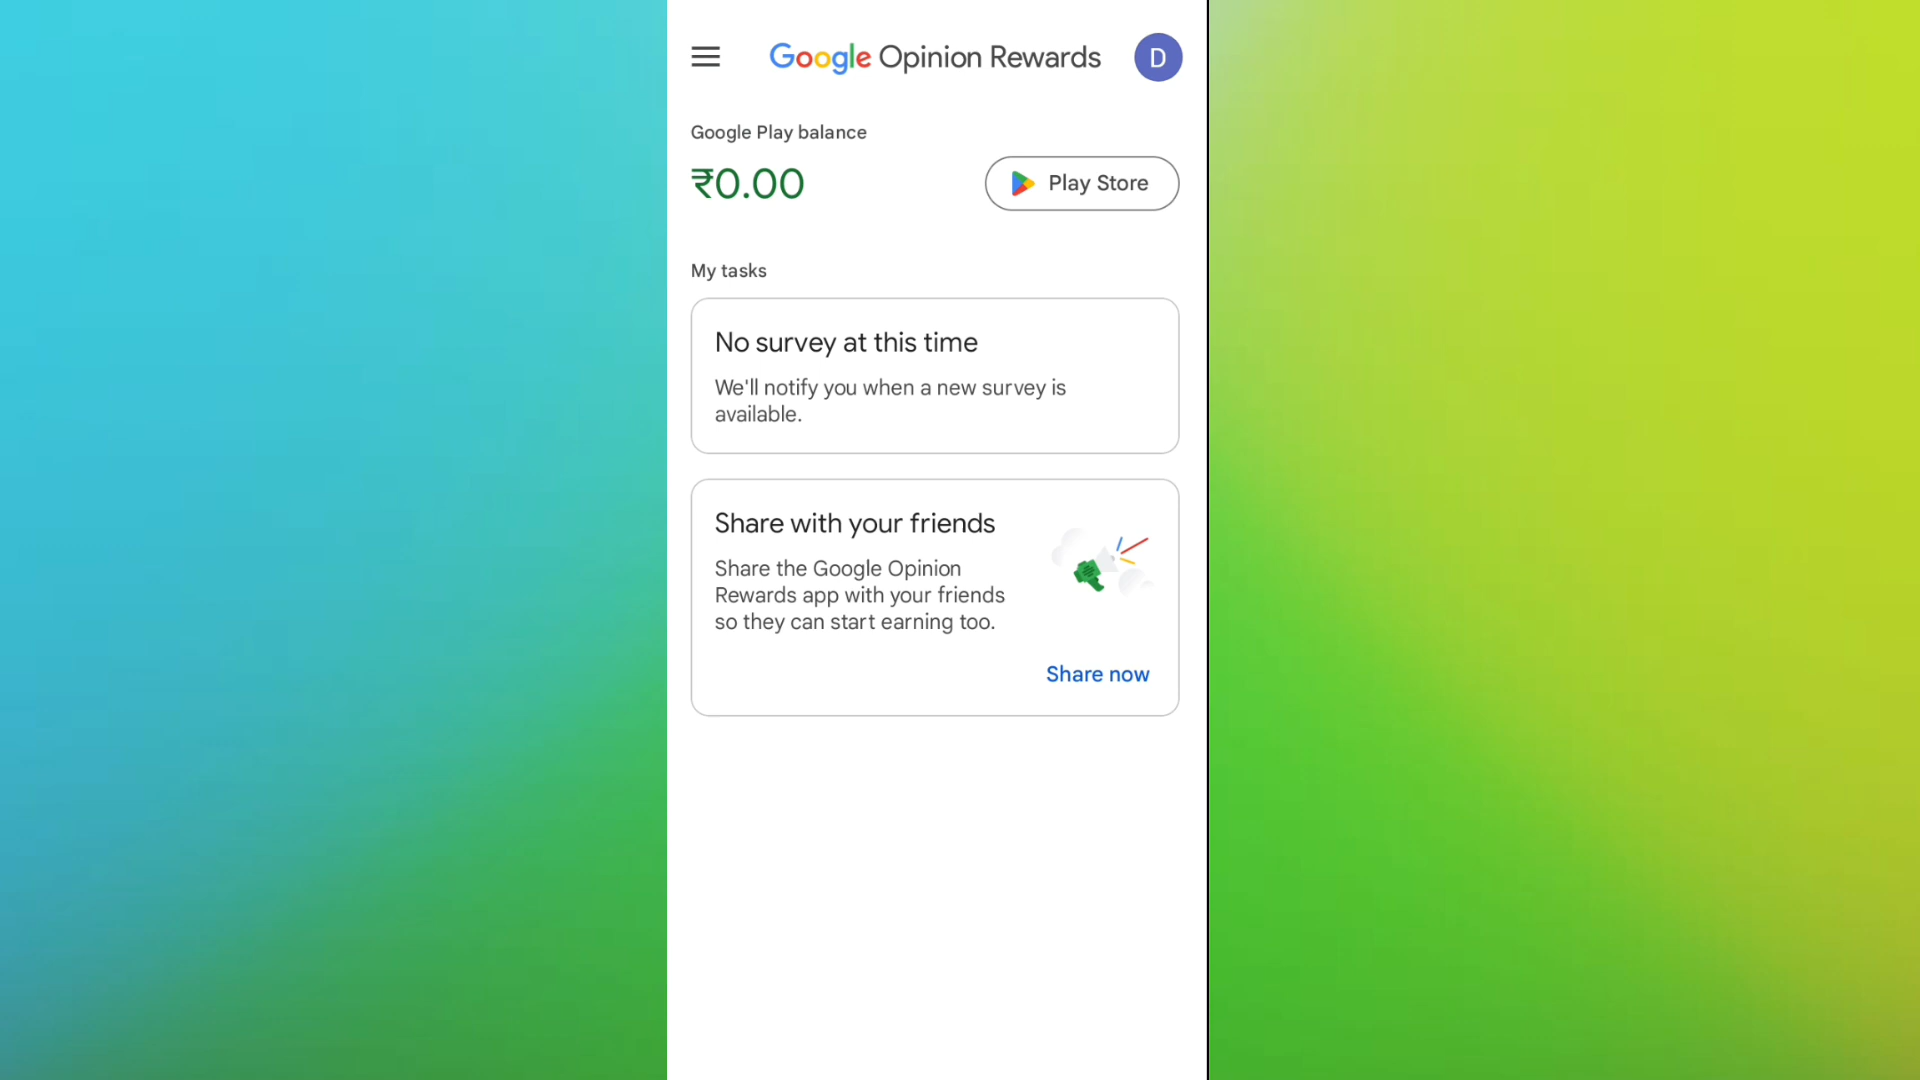 Google Opinion Rewards
D
Google Play balance
₹0.00
Play Store
My tasks
No survey at this time
We'll notify you when a new survey is
available.
Share with your friends
Share the Google Opinion
Rewards app with your friends
so they can start earning too.
Share now